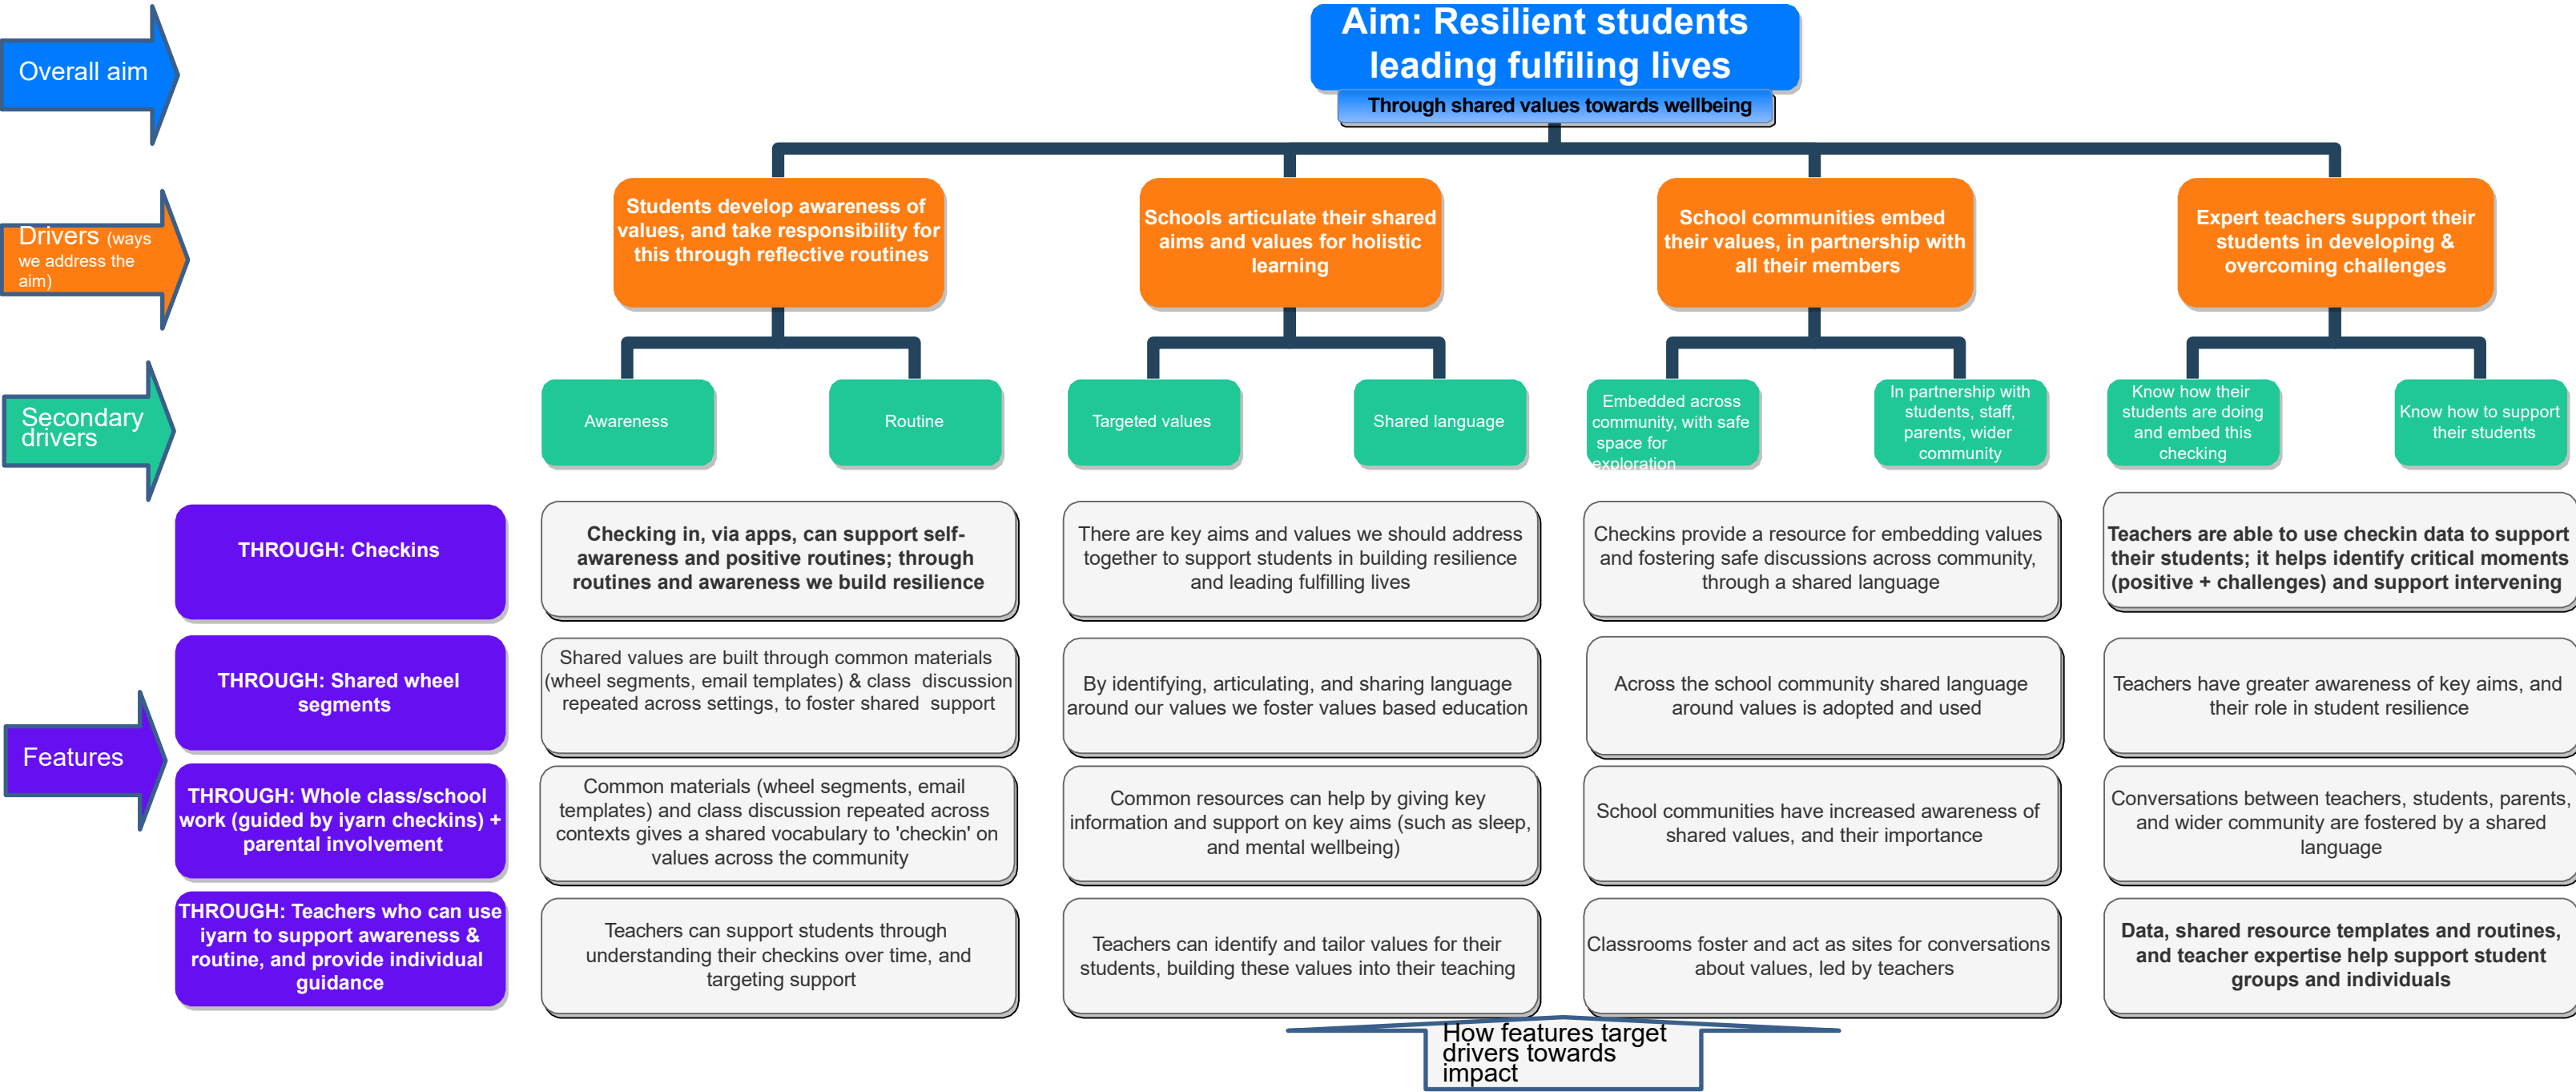 Aim: Resilient students
leading fulfiling lives
Through shared values towards wellbeing
Overall aim
Drivers (ways
we address the
aim)
Students develop awareness of
values, and take responsibility for
this through reflective routines
Schools articulate their shared
aims and values for holistic
learning
School communities embed
their values, in partnership with
all their members
Expert teachers support their
students in developing &
overcoming challenges
Secondary
drivers
Awareness
Routine
Targeted values
Shared language
Embedded across
community, with safe
space for
exploration
In partnership with
students, staff,
parents, wider
community
Know how their
students are doing
and embed this
checking
Know how to support
their students
Features
THROUGH: Checkins
Checking in, via apps, can support self-
awareness and positive routines; through
routines and awareness we build resilience
There are key aims and values we should address
together to support students in building resilience
and leading fulfilling lives
Checkins provide a resource for embedding values
and fostering safe discussions across community,
through a shared language
Teachers are able to use checkin data to support
their students; it helps identify critical moments
(positive + challenges) and support intervening
THROUGH: Shared wheel
segments
Shared values are built through common materials
(wheel segments, email templates) & class discussion
repeated across settings, to foster shared support
By identifying, articulating, and sharing language
around our values we foster values based education
Across the school community shared language
around values is adopted and used
Teachers have greater awareness of key aims, and
their role in student resilience
THROUGH: Whole class/school
work (guided by iyarn checkins) +
parental involvement
Common materials (wheel segments, email
templates) and class discussion repeated across
contexts gives a shared vocabulary to 'checkin' on
values across the community
Common resources can help by giving key
information and support on key aims (such as sleep,
and mental wellbeing)
School communities have increased awareness of
shared values, and their importance
Conversations between teachers, students, parents,
and wider community are fostered by a shared
language
THROUGH: Teachers who can use
iyarn to support awareness &
routine, and provide individual
guidance
Teachers can support students through
understanding their checkins over time, and
targeting support
Teachers can identify and tailor values for their
students, building these values into their teaching
Classrooms foster and act as sites for conversations
about values, led by teachers
Data, shared resource templates and routines,
and teacher expertise help support student
groups and individuals
How features target
drivers towards
impact